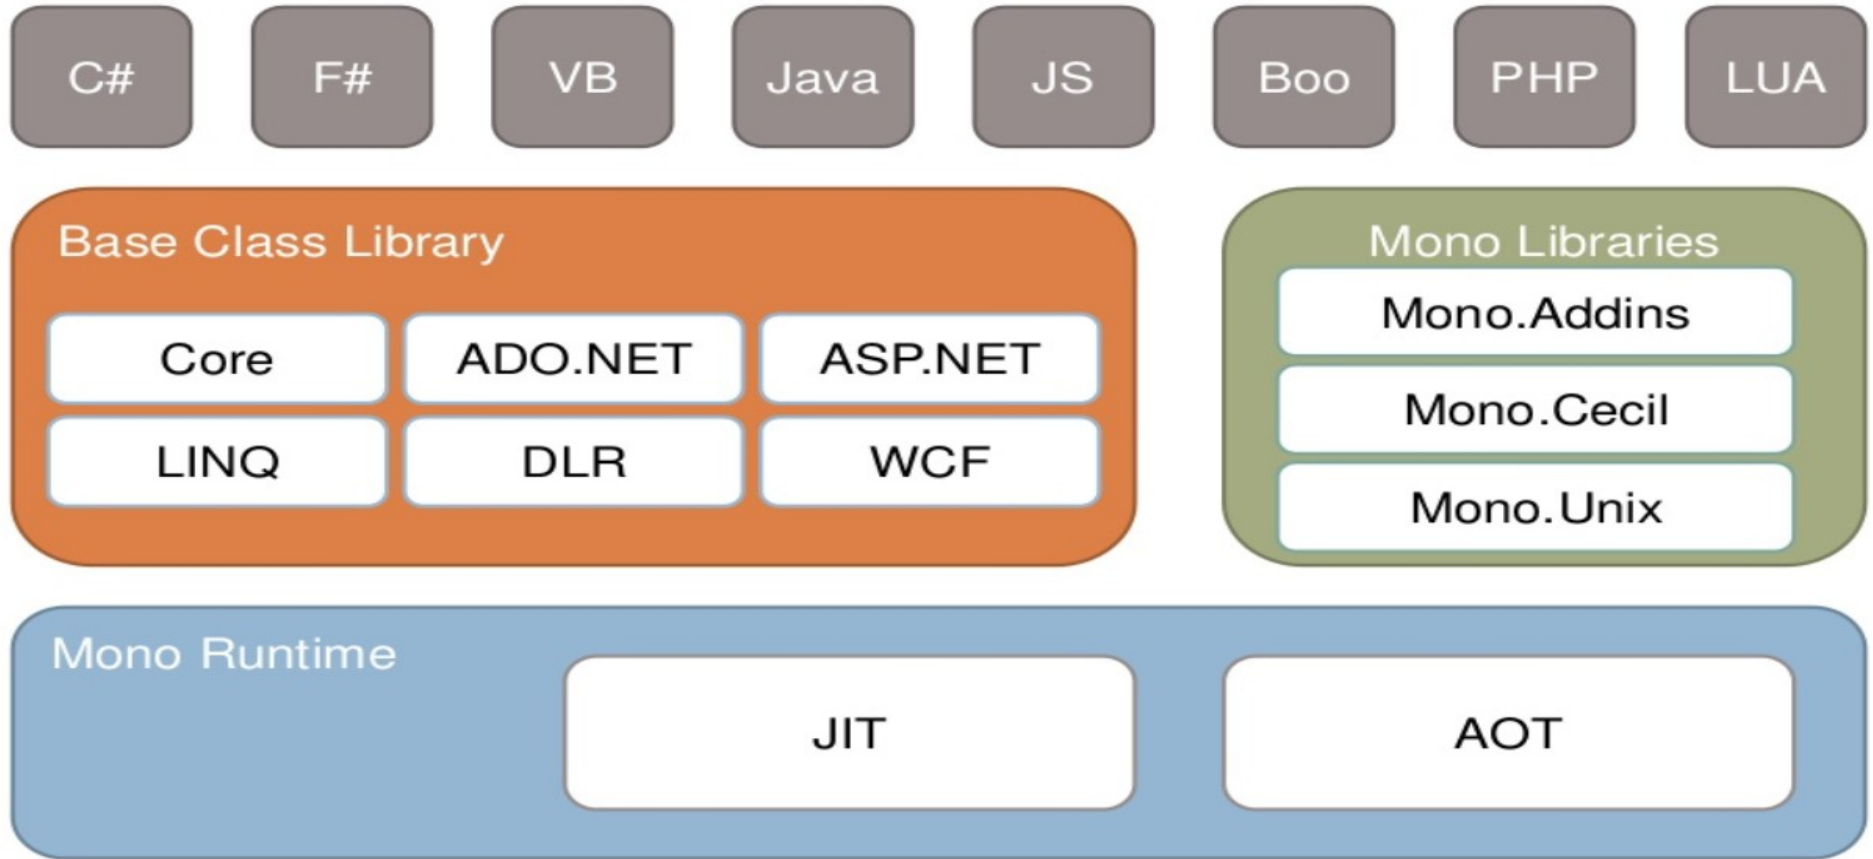 C#
F#
VB
Java
JS
Boo
PHP
LUA
Base Class Library
Core
ADO.NET
ASP.NET
LINQ
DLR
WCF
Mono Libraries
Mono.Addins
Mono.Cecil
Mono.Unix
Mono Runtime
JIT
AOT